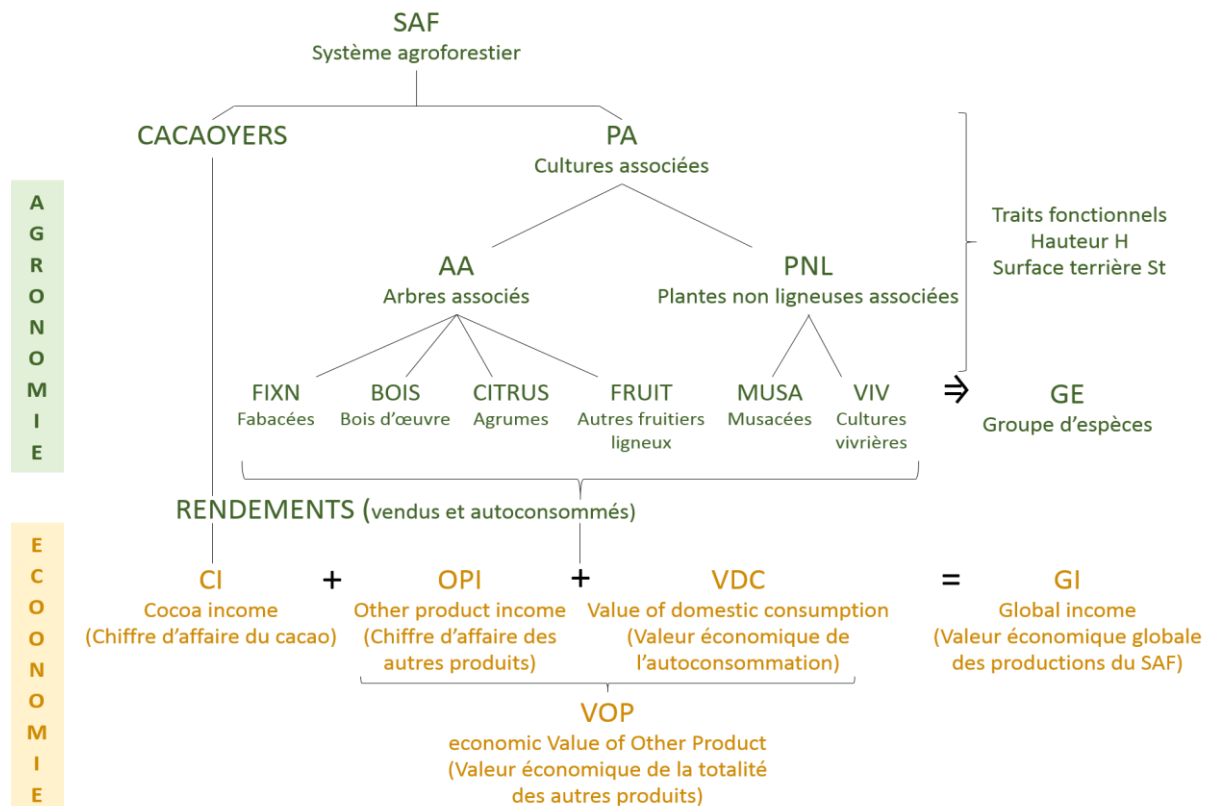 SAF
Système agroforestier
CACAOYERS
PA
Cultures associées
AGRONOMIE
Traits fonctionnels
Hauteur H
Surface terrière St
AA
Arbres associés
PNL
Plantes non ligneuses associées
FIXN
Fabacées
BOIS
Bois d'œuvre
CITRUS
Agrumes
FRUIT
Autres fruitiers
ligneux
MUSA
Musacées
VIV
Cultures
vivrières
⇒
GE
Groupe d'espèces
RENDEMENTS (vendus et autoconsommés)
ECOONOMIE
CI
Cocoa income
(Chiffre d'affaire du cacao)
+
OPI
Other product income
(Chiffre d'affaire des
autres produits)
+
VDC
Value of domestic consumption
(Valeur économique de
l'autoconsommation)
=
GI
Global income
(Valeur économique globale
des productions du SAF)
VOP
economic Value of Other Product
(Valeur économique de la totalité
des autres produits)